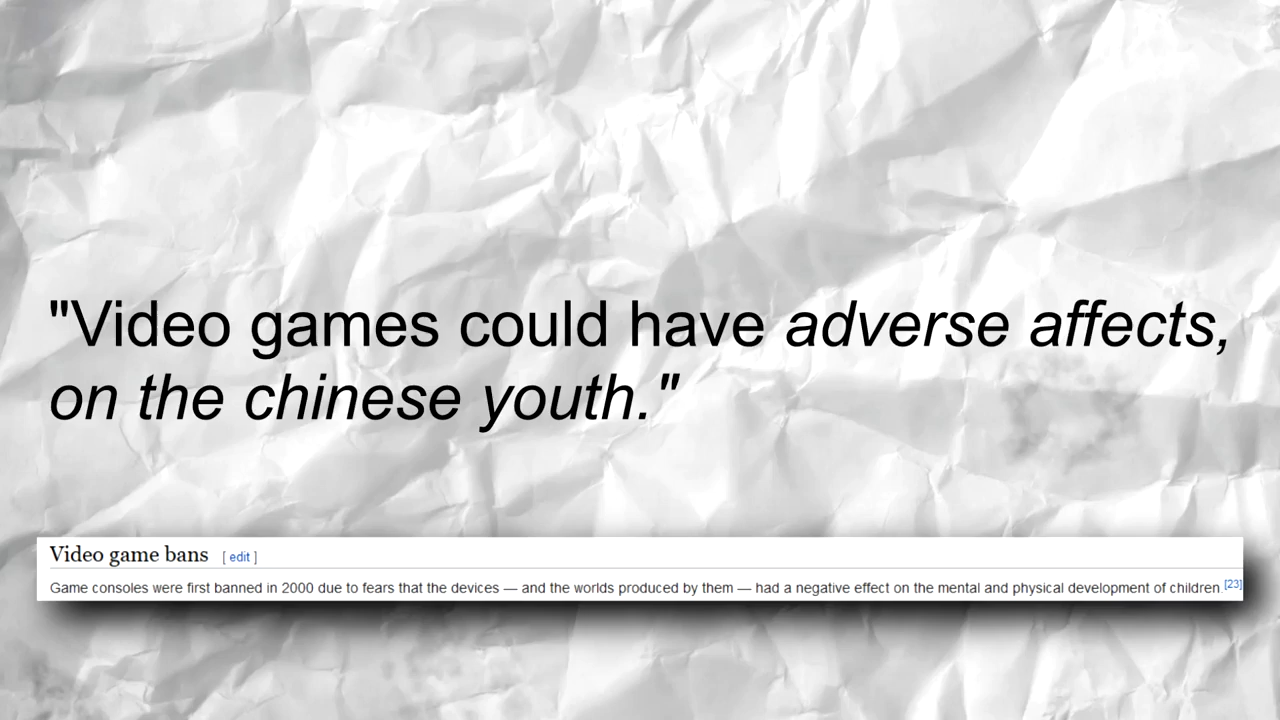 "Video games could have adverse affects,
on the chinese youth."
Video game bans [ edit ]
Game consoles were first banned in 2000 due to fears that the devices — and the worlds produced by them — had a negative effect on the mental and physical development of children.[23]